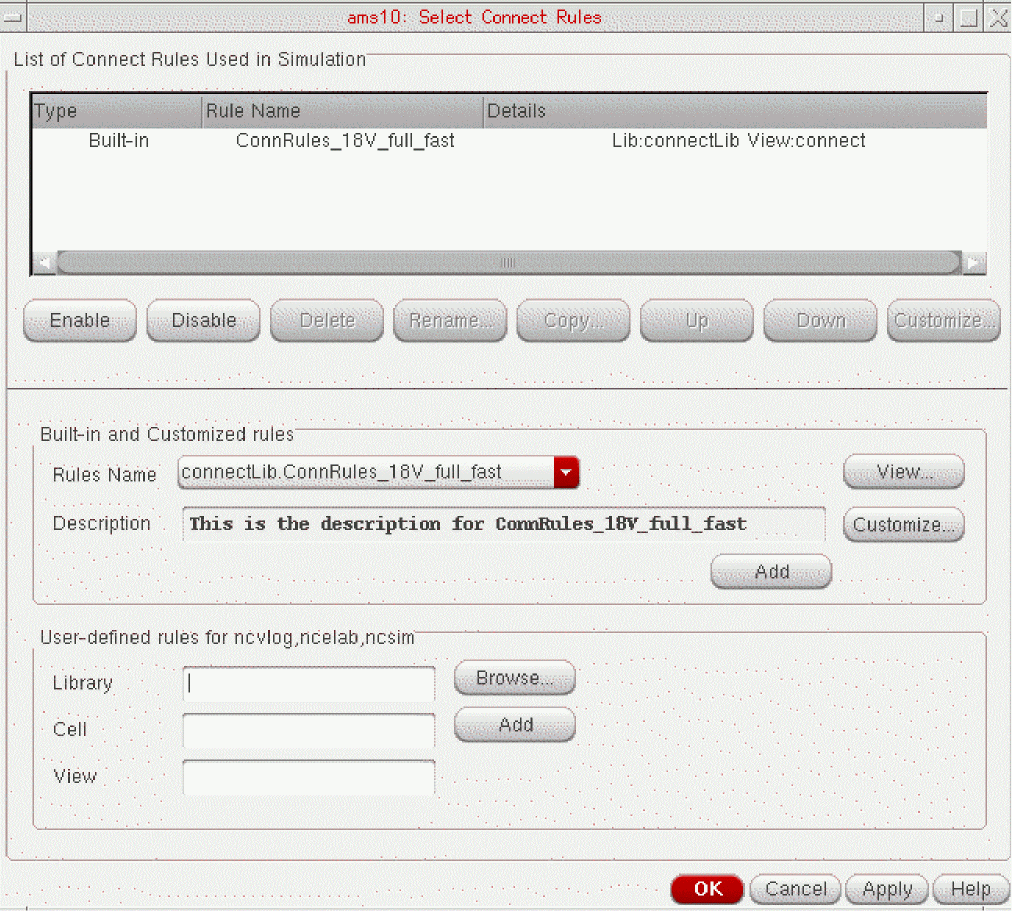 ams10: Select Connect Rules
List of Connect Rules Used in Simulation
Type Rule Name Details
Built-in ConnRules_18V_full_fast Lib:connectLib View:connect
Enable Disable Delete Rename... Copy... Up Down Customize...
Built-in and Customized rules
Rules Name connectLib.ConnRules_18V_full_fast View...
Description This is the description for ConnRules_18V_full_fast Customize...
Add
User-defined rules for ncvlog,ncelab,ncsim
Library Browse...
Cell Add
View
OK Cancel Apply Help